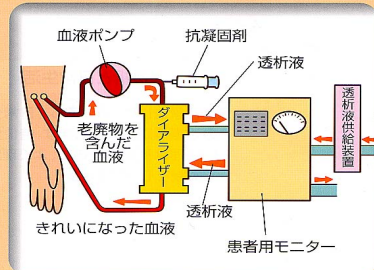 血液ポンプ
抗凝固剤
透析液
老廃物を
含んだ
血液
ダイアライザー
透析液供給装置
透析液
きれいになった血液
患者用モニター